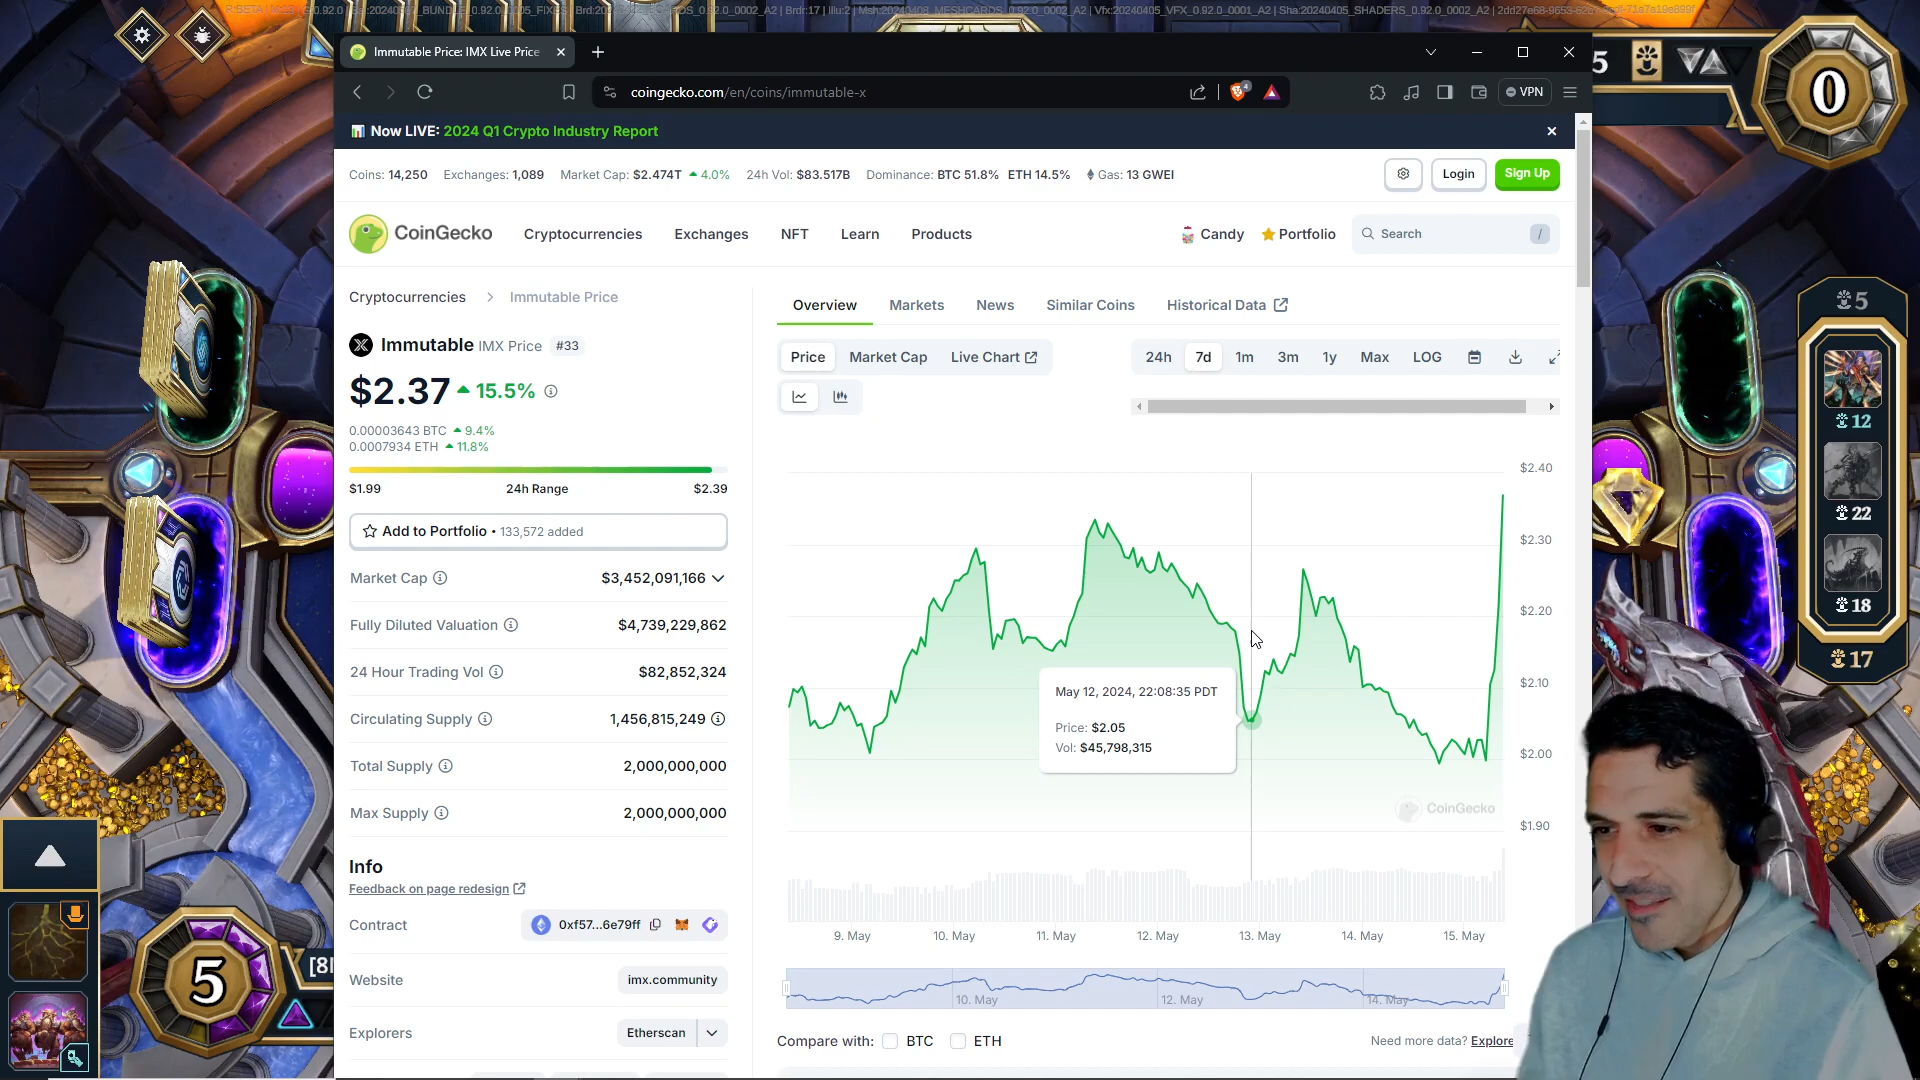 Immutable Price: IMX Live Price
coingecko.com/en/coins/immutable-x
4
VPN
Now LIVE: 2024 Q1 Crypto Industry Report
Coins: 14,250 Exchanges: 1,089 Market Cap: $2.474T 4.0% 24h Vol: $83.517B Dominance: BTC 51.8% ETH 14.5% Gas: 13 GWEI
Login
Sign Up
CoinGecko
Cryptocurrencies
Exchanges
NFT
Learn
Products
Candy
Portfolio
Search
/
Cryptocurrencies > Immutable Price
Immutable IMX Price #33
$2.37 15.5%
0.00003643 BTC 9.4%
0.0007934 ETH 11.8%
$1.99 24h Range $2.39
Add to Portfolio • 133,572 added
Market Cap $3,452,091,166
Fully Diluted Valuation $4,739,229,862
24 Hour Trading Vol $82,852,324
Circulating Supply 1,456,815,249
Total Supply 2,000,000,000
Max Supply 2,000,000,000
Info
Feedback on page redesign
Contract 0xf57...6e79ff
Website imx.community
Explorers Etherscan
Overview Markets News Similar Coins Historical Data
Price Market Cap Live Chart
24h 7d 1m 3m 1y Max LOG
$2.40
$2.30
$2.20
$2.10
$2.00
$1.90
May 12, 2024, 22:08:35 PDT
Price: $2.05
Vol: $45,798,315
CoinGecko
9. May 10. May 11. May 12. May 13. May 14. May 15. May
10. May 12. May 14. May
Compare with: BTC ETH
Need more data? Explore
5
0
5
12
22
18
17
5
[8